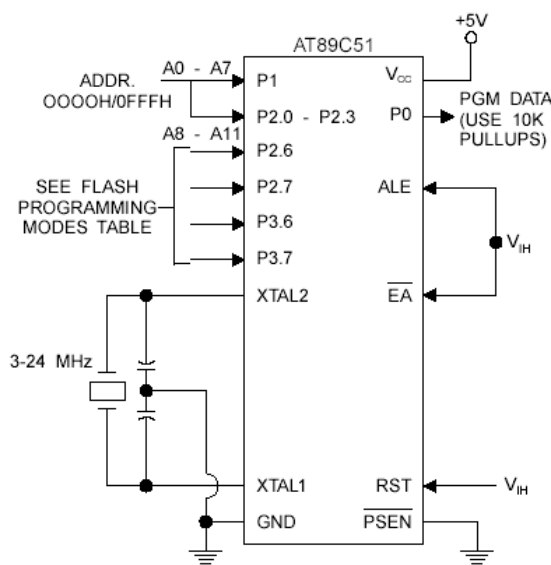 AT89C51
+5V
A0 - A7
ADDR.
OOOOH/0FFFH
P1
P2.0 - P2.3
A8 - A11
P2.6
P2.7
P3.6
P3.7
SEE FLASH
PROGRAMMING
MODES TABLE
XTAL2
3-24 MHz
XTAL1
GND
VCC
P0
PGM DATA
(USE 10K
PULLUPS)
ALE
VIH
EA
RST
VIH
PSEN